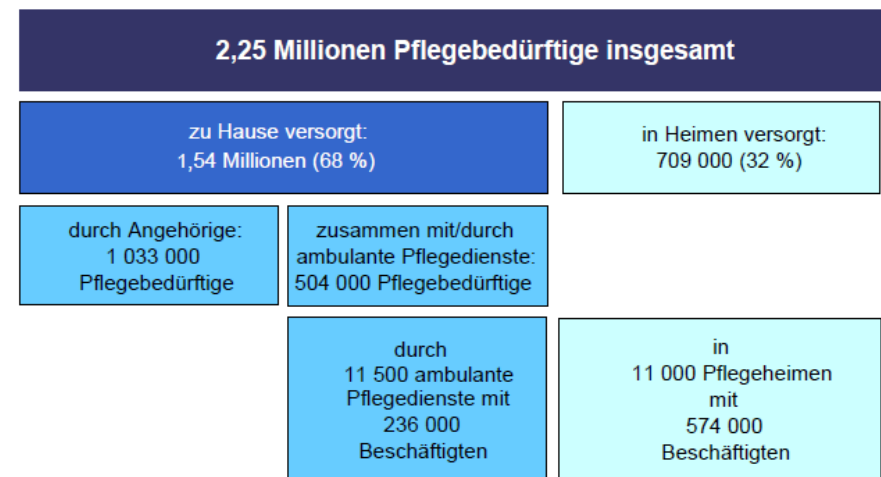 2,25 Millionen Pflegebedürftige insgesamt
zu Hause versorgt:
1,54 Millionen (68 %)
in Heimen versorgt:
709 000 (32 %)
durch Angehörige:
1 033 000
Pflegebedürftige
zusammen mit/durch
ambulante Pflegedienste:
504 000 Pflegebedürftige
durch
11 500 ambulante
Pflegedienste mit
236 000
Beschäftigten
in
11 000 Pflegeheimen
mit
574 000
Beschäftigten